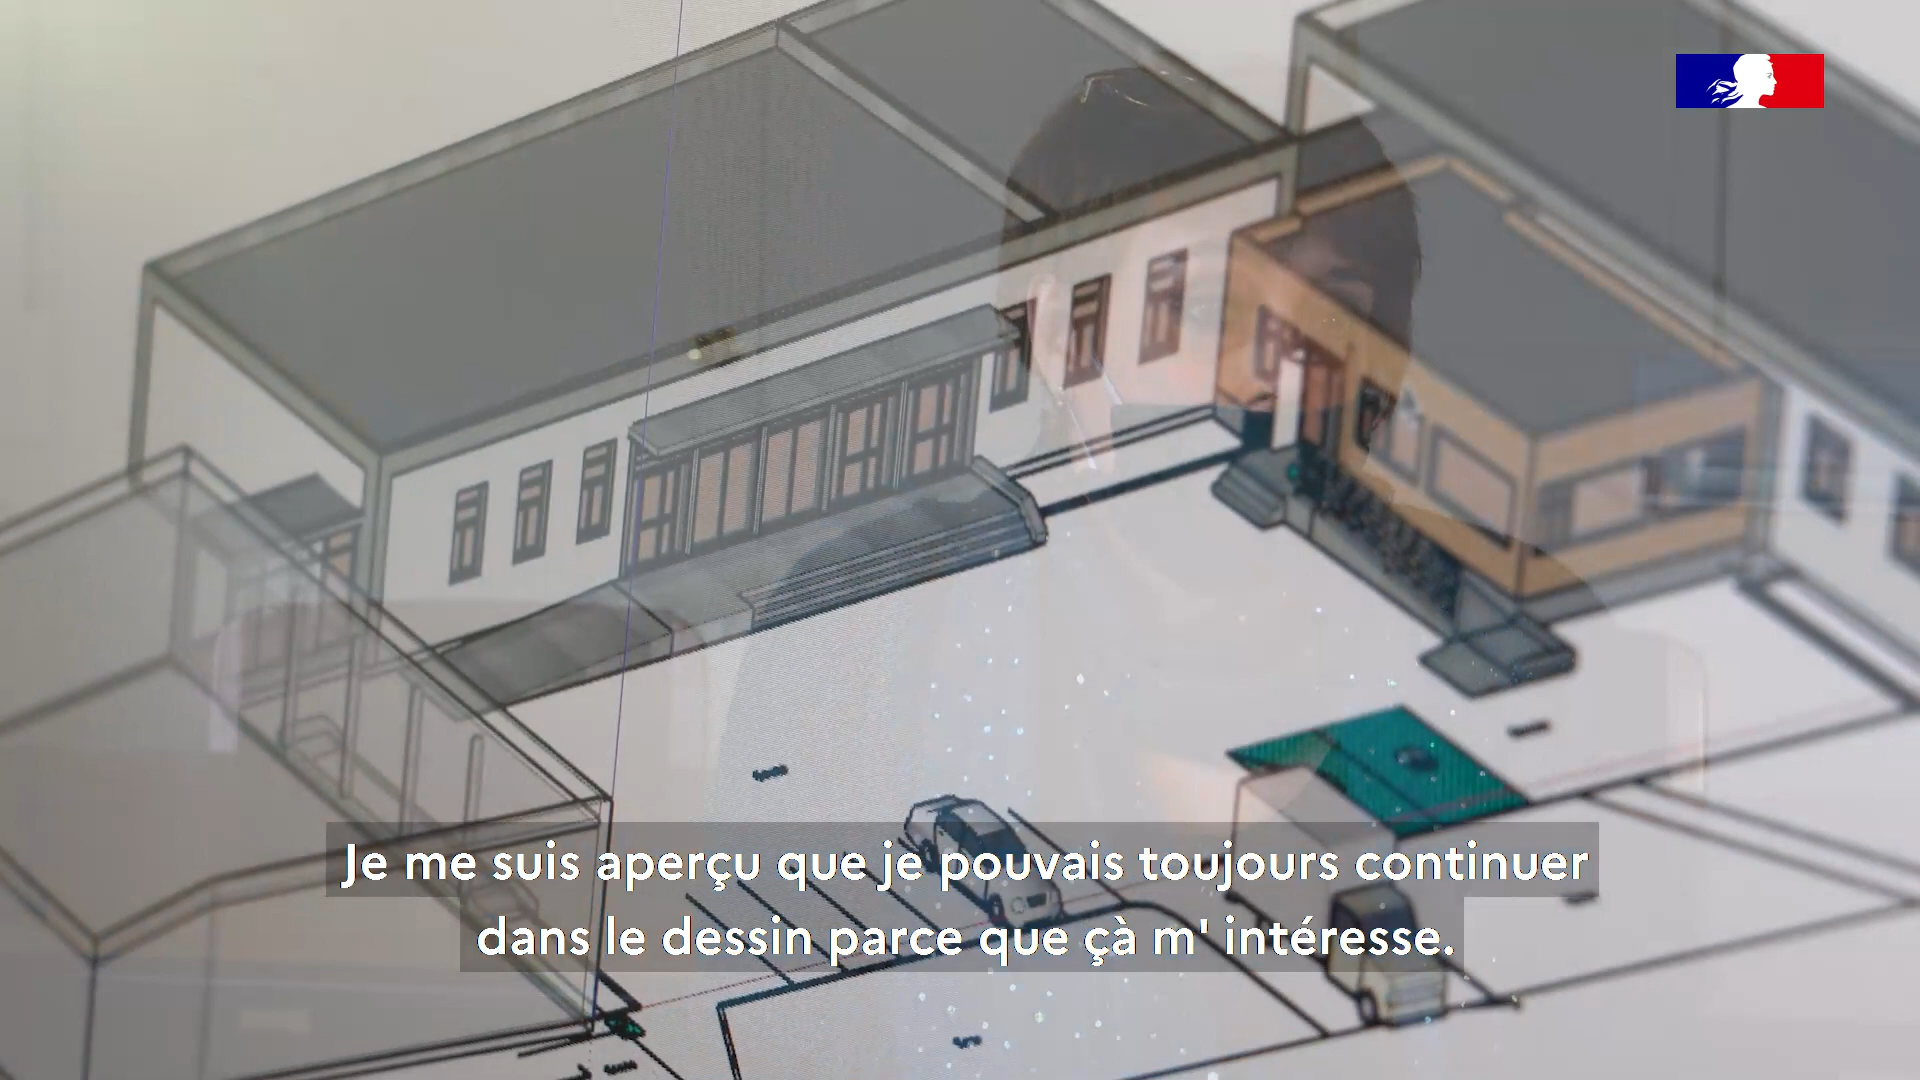 Je me suis aperçu que je pouvais toujours continuer
dans le dessin parce que çà m' intéresse.